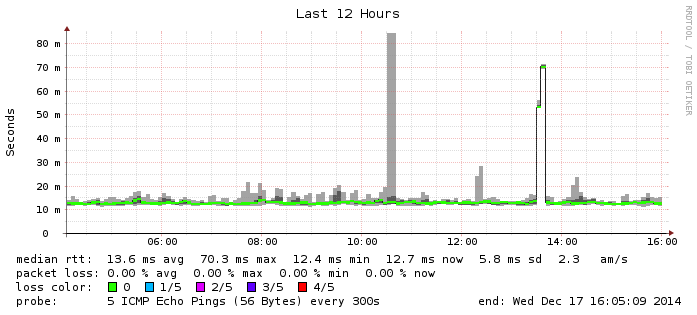 Last 12 Hours
RRDTOOL / TOBI OETIKER
Seconds
80 m
70 m
60 m
50 m
40 m
30 m
20 m
10 m
0
06:00 08:00 10:00 12:00 14:00 16:00
median rtt: 13.6 ms avg 70.3 ms max 12.4 ms min 12.7 ms now 5.8 ms sd 2.3 am/s
packet loss: 0.00 % avg 0.00 % max 0.00 % min 0.00 % now
loss color: 0 1/5 2/5 3/5 4/5
probe: 5 ICMP Echo Pings (56 Bytes) every 300s end: Wed Dec 17 16:05:09 2014